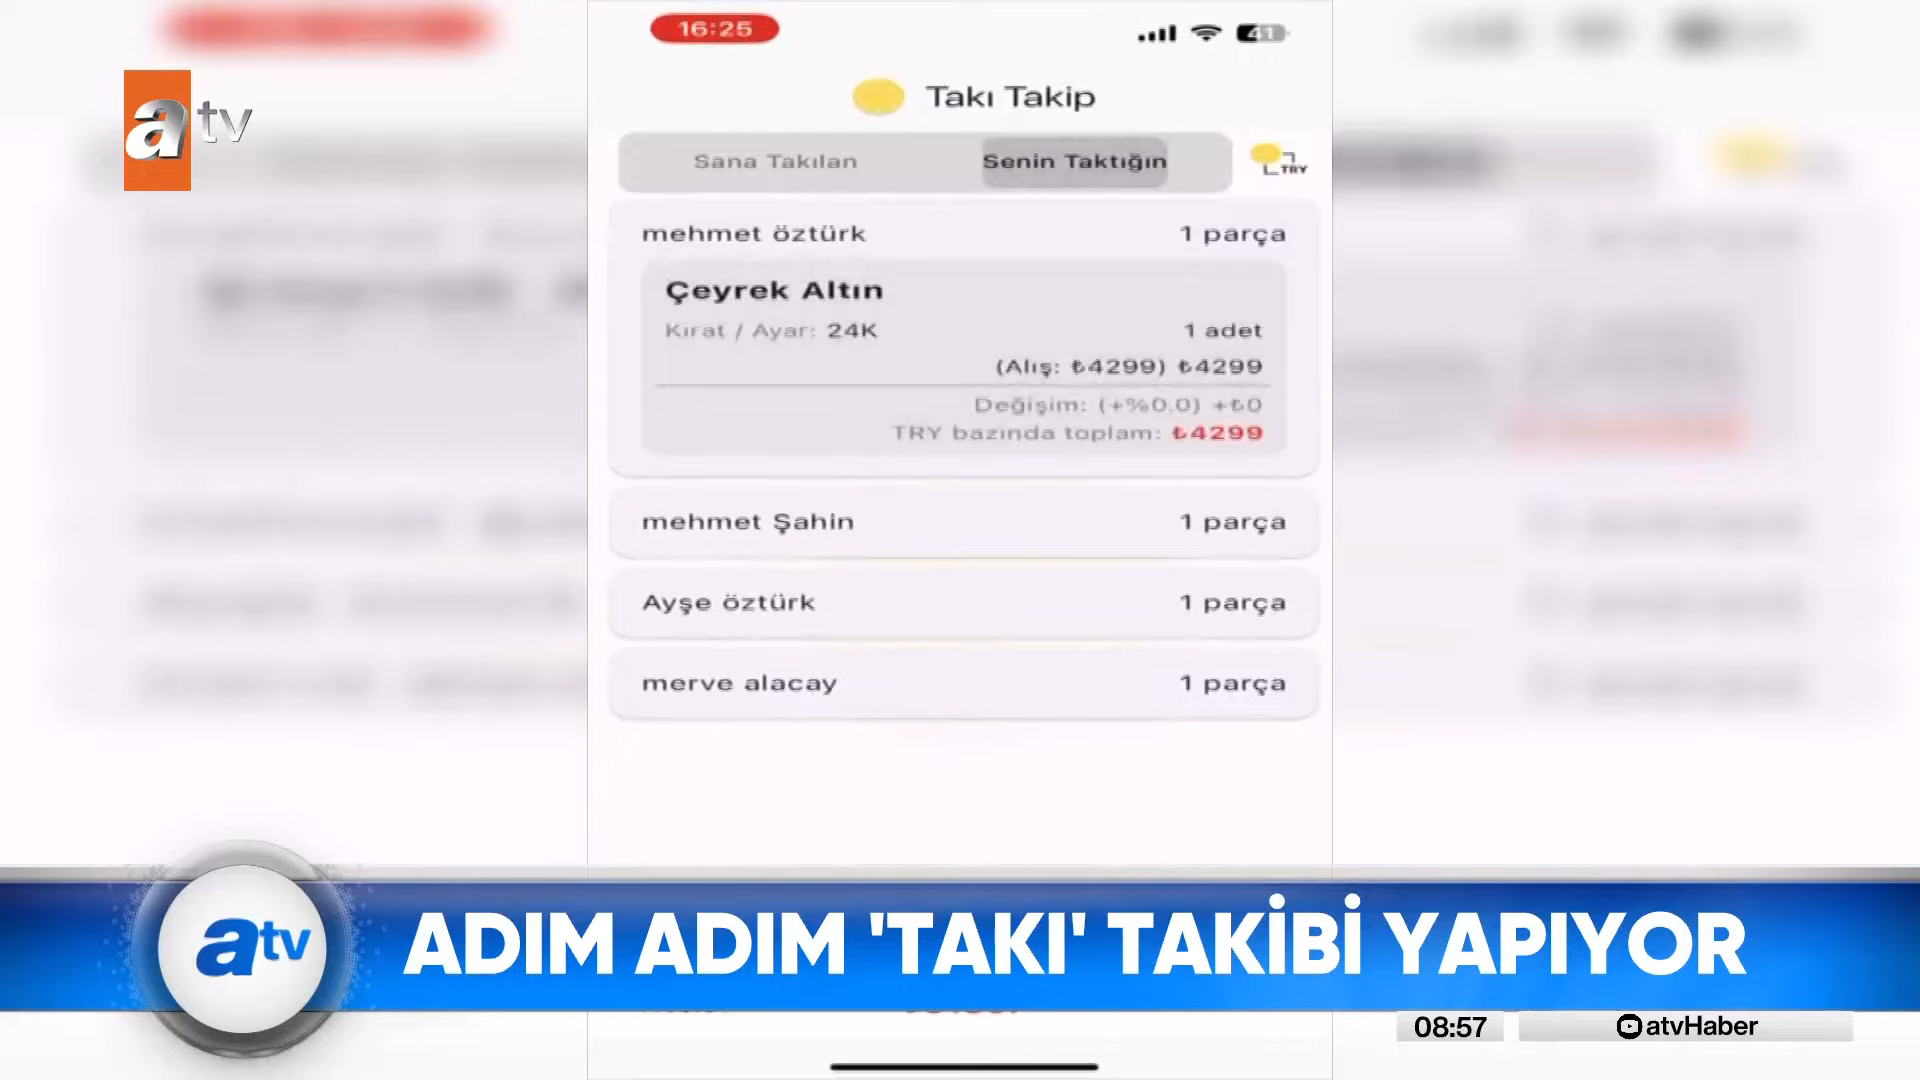 16:25
41
atv
Takı Takip
Sana Takılan
Senin Taktığın
TRY
mehmet öztürk
1 parça
Çeyrek Altın
Kırat / Ayar: 24K
1 adet
(Alış: ₺4299) ₺4299
Değişim: (+%0,0) +₺0
TRY bazında toplam: ₺4299
mehmet Şahin
1 parça
Ayşe öztürk
1 parça
merve alacay
1 parça
atv
ADIM ADIM 'TAKI' TAKİBİ YAPIYOR
08:57
atvHaber